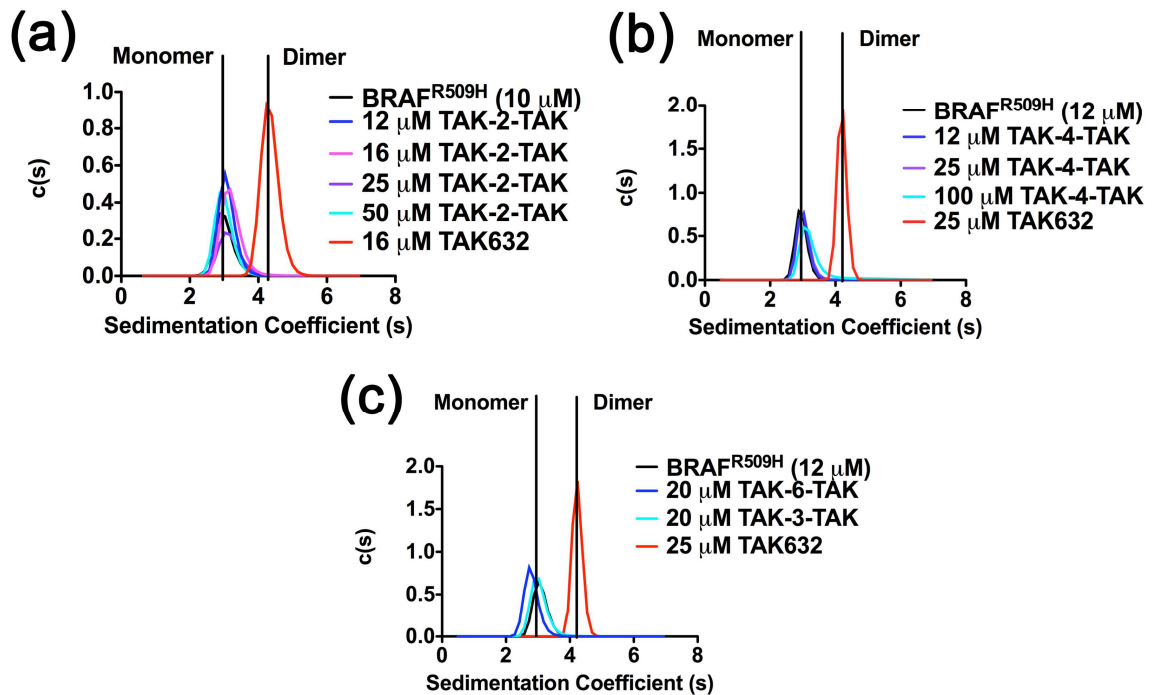 (a)
Monomer Dimer
1.0
0.8
0.6
0.4
0.2
0.0
0 2 4 6 8
c(s)
Sedimentation Coefficient (s)
BRAF^R509H (10 μM)
12 μM TAK-2-TAK
16 μM TAK-2-TAK
25 μM TAK-2-TAK
50 μM TAK-2-TAK
16 μM TAK632
(b)
Monomer Dimer
2.0
1.5
1.0
0.5
0.0
0 2 4 6 8
c(s)
Sedimentation Coefficient (s)
BRAF^R509H (12 μM)
12 μM TAK-4-TAK
25 μM TAK-4-TAK
100 μM TAK-4-TAK
25 μM TAK632
(c)
Monomer Dimer
2.0
1.5
1.0
0.5
0.0
0 2 4 6 8
c(s)
Sedimentation Coefficient (s)
BRAF^R509H (12 μM)
20 μM TAK-6-TAK
20 μM TAK-3-TAK
25 μM TAK632